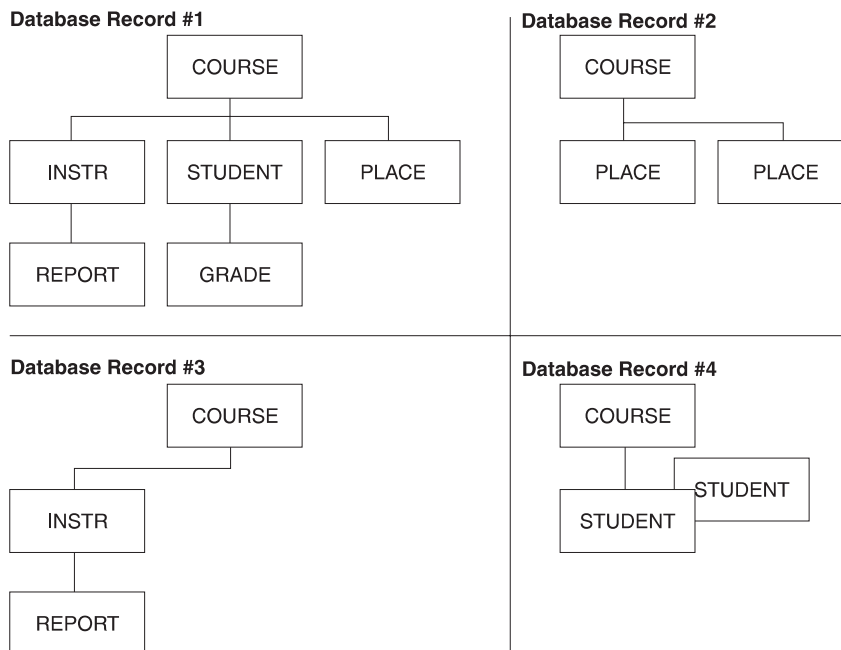 Database Record #1
COURSE
INSTR
STUDENT
PLACE
REPORT
GRADE
Database Record #2
COURSE
PLACE
PLACE
Database Record #3
COURSE
INSTR
REPORT
Database Record #4
COURSE
STUDENT
STUDENT